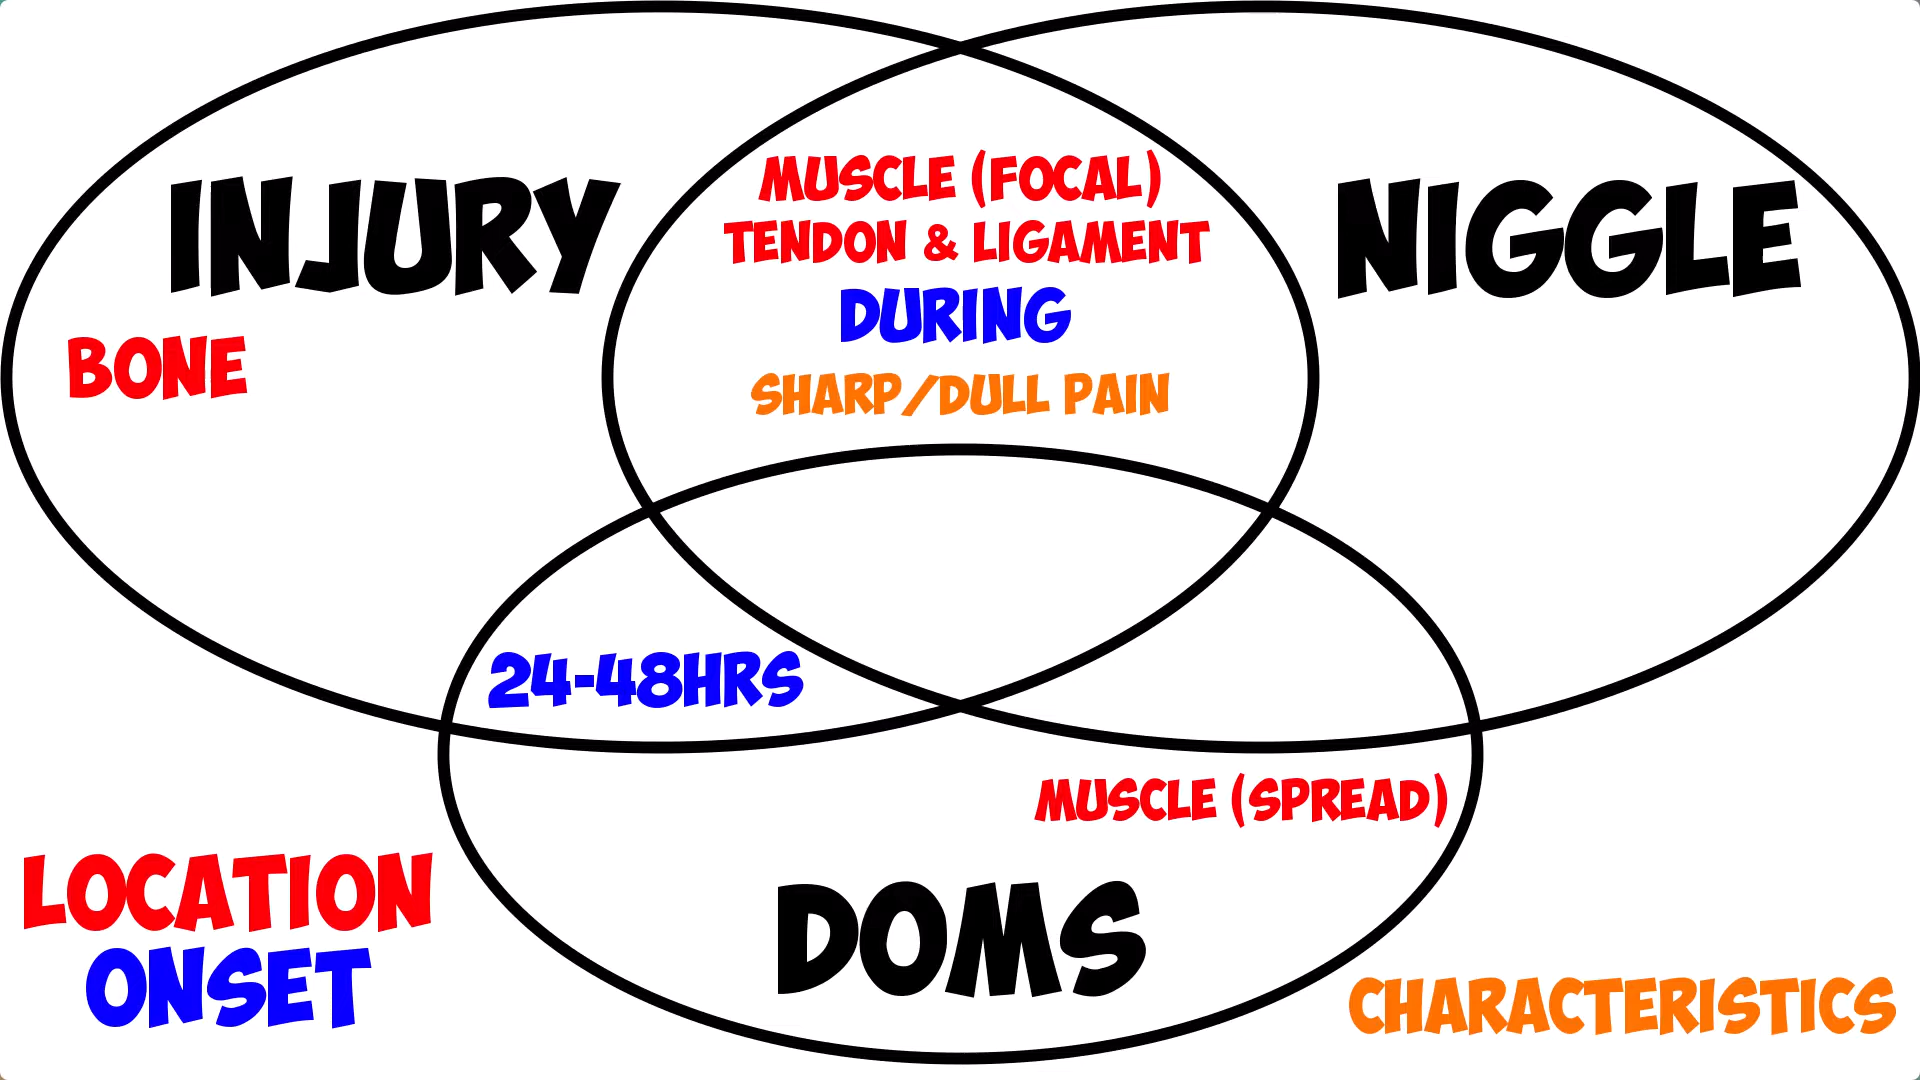 INJURY
NIGGLE
MUSCLE (FOCAL)
TENDON & LIGAMENT
DURING
SHARP/DULL PAIN
BONE
24-48HRS
MUSCLE (SPREAD)
DOMS
LOCATION
ONSET
CHARACTERISTICS